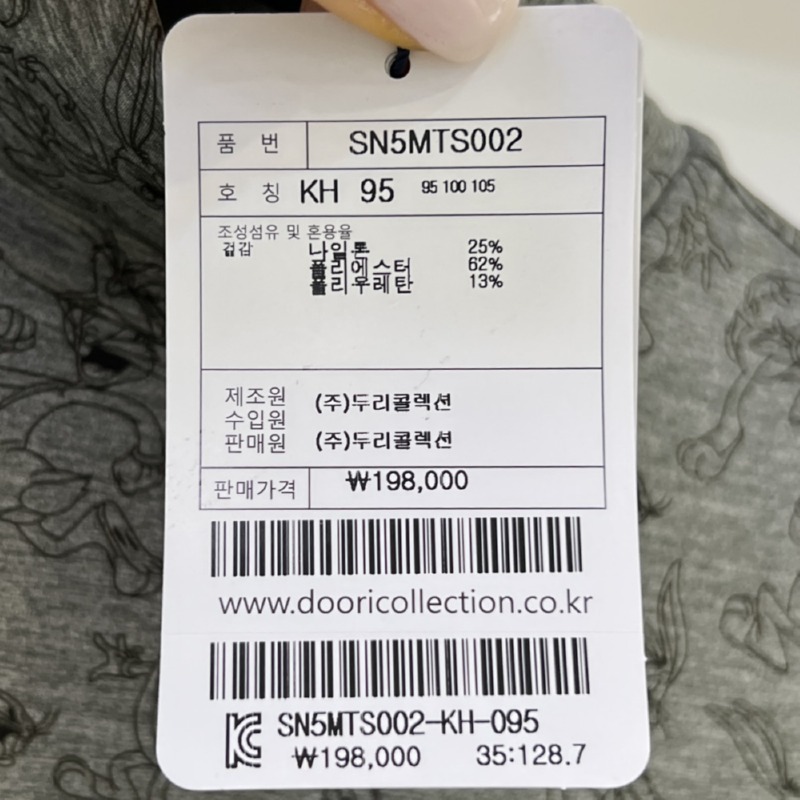 품 번 SN5MTS002
호 칭 KH 95 95 100 105
조성섬유 및 혼용율
겉감 나일론 25%
폴리에스터 62%
폴리우레탄 13%
제조원 (주)두리콜렉션
수입원
판매원 (주)두리콜렉션
판매가격 ₩198,000
www.dooricollection.co.kr
SN5MTS002-KH-095
₩198,000 35:128.7